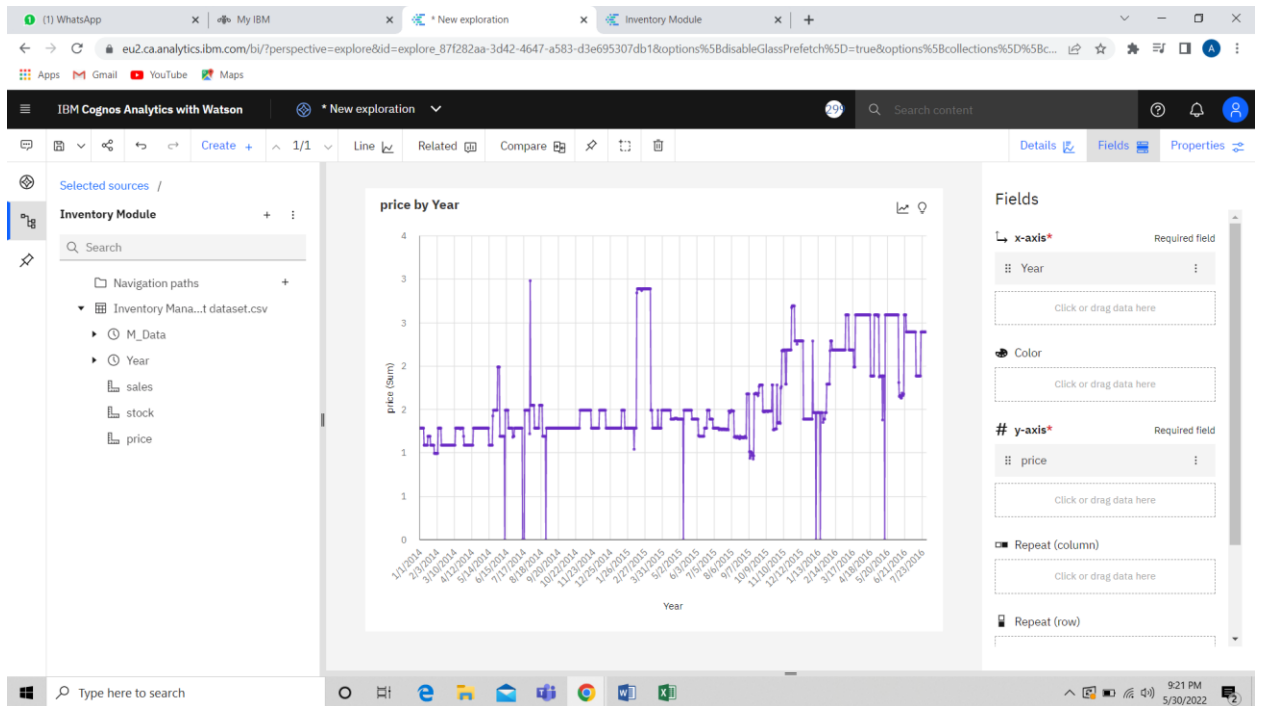 (1) WhatsApp
My IBM
* New exploration
Inventory Module
eu2.ca.analytics.ibm.com/bi/?perspective=explore&id=explore_87f282aa-3d42-4647-a583-d3e695307db1&options%5BdisableGlassPrefetch%5D=true&options%5Bcollections%5D%5Bc...
A
Apps Gmail YouTube Maps
IBM Cognos Analytics with Watson
* New exploration
299
Search content
Create + 1/1 Line Related Compare
Details Fields Properties
Selected sources /
Inventory Module
Search
Navigation paths
Inventory Mana...t dataset.csv
M_Data
Year
sales
stock
price
price by Year
price (Sum)
4
3
3
2
2
1
1
0
1/1/2014
2/3/2014
3/10/2014
4/12/2014
5/14/2014
6/15/2014
7/17/2014
8/18/2014
9/20/2014
10/22/2014
11/23/2014
12/25/2014
1/26/2015
2/27/2015
3/31/2015
5/2/2015
6/3/2015
7/5/2015
8/6/2015
9/7/2015
10/9/2015
11/10/2015
12/12/2015
1/13/2016
2/14/2016
3/17/2016
4/18/2016
5/20/2016
6/21/2016
7/23/2016
Year
Fields
x-axis* Required field
Year
Click or drag data here
Color
Click or drag data here
# y-axis* Required field
price
Click or drag data here
Repeat (column)
Click or drag data here
Repeat (row)
Type here to search
9:21 PM
5/30/2022
2